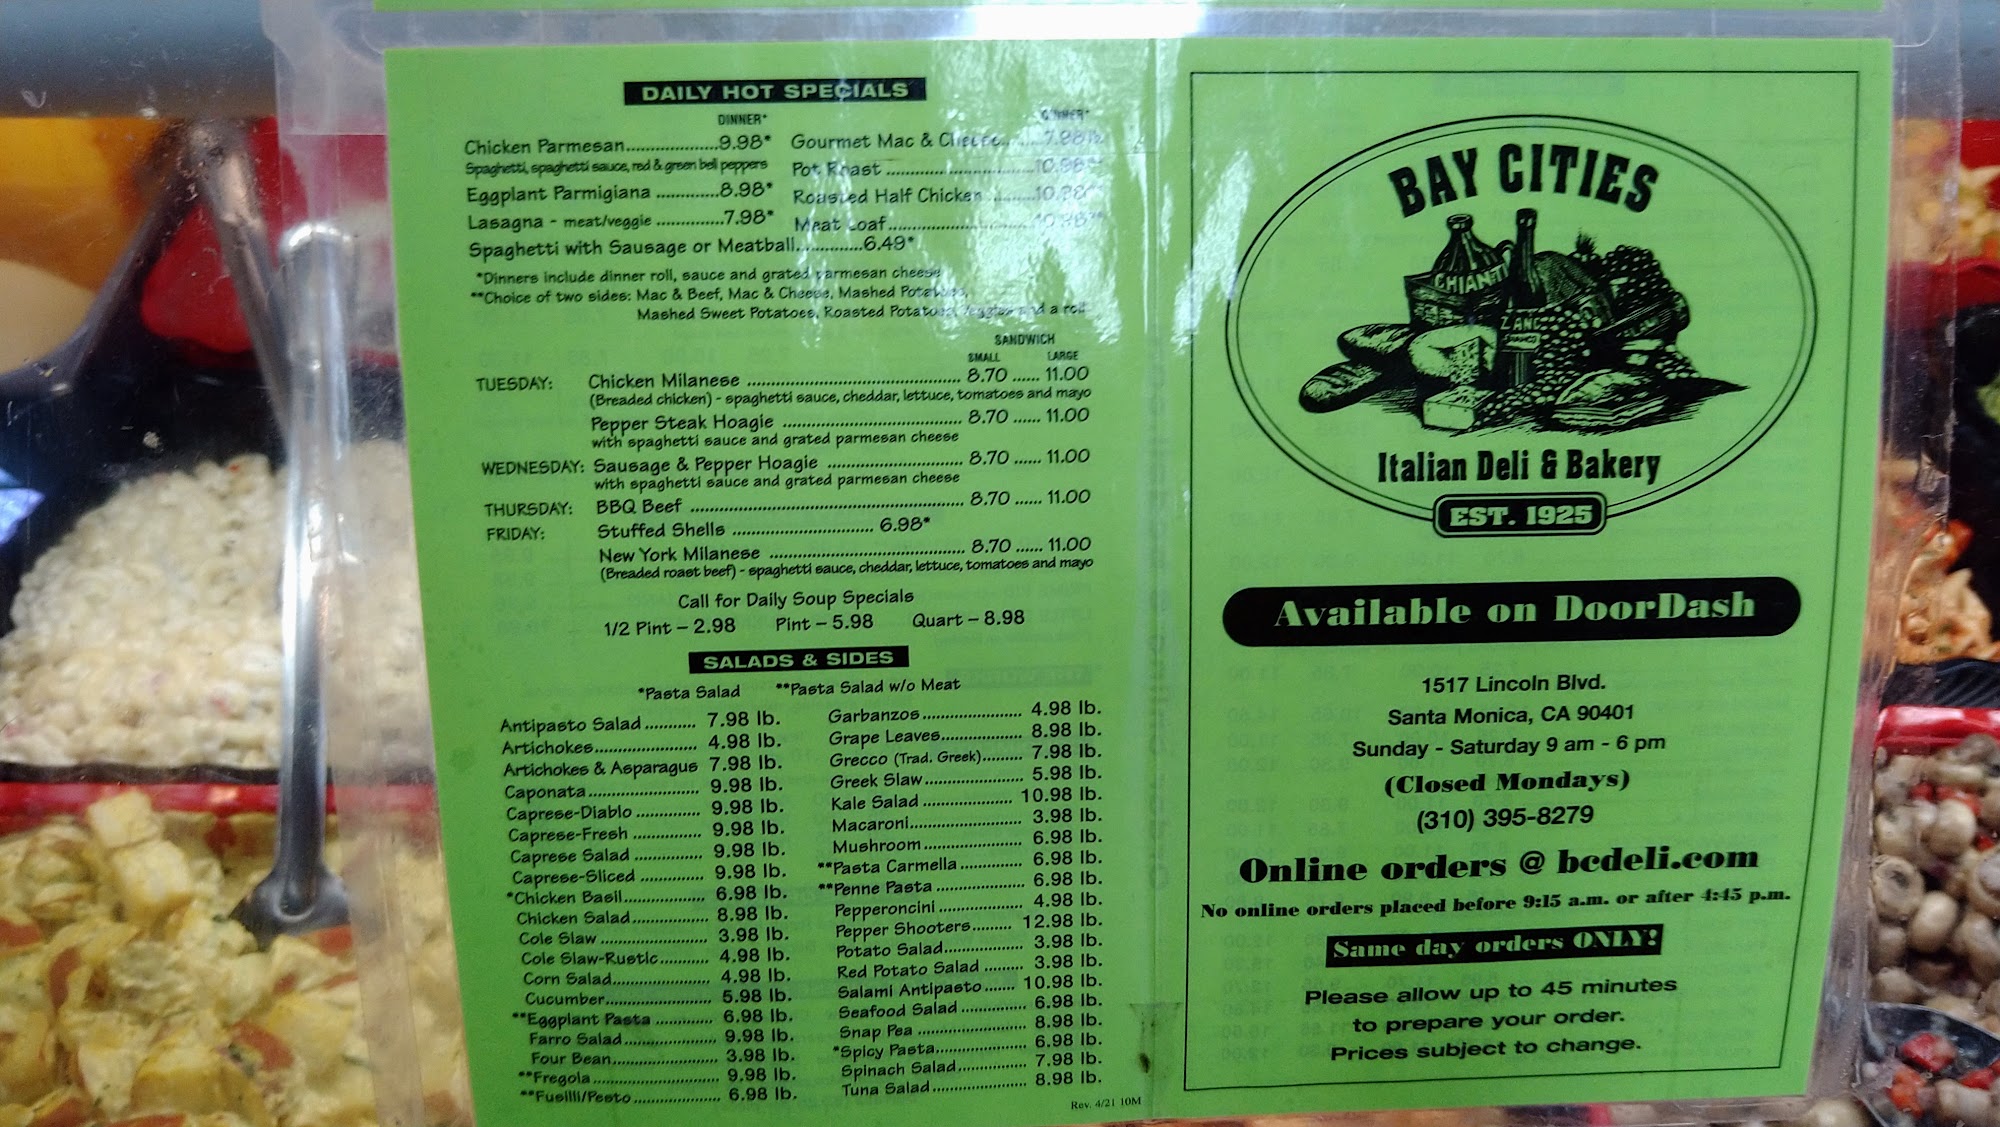 DAILY HOT SPECIALS
DINNER*
Chicken Parmesan....................9.98*
Spaghetti, spaghetti sauce, red & green bell peppers
Eggplant Parmigiana ..............8.98*
Lasagna - meat/veggie ...............7.98*
Spaghetti with Sausage or Meatball...............6.49*
DINNER*
Gourmet Mac & Cheese.........7.98 lb.
Pot Roast .................................10.98**
Roasted Half Chicken ..........10.98**
Meat Loaf..............................10.98**
*Dinners include dinner roll, sauce and grated parmesan cheese
**Choice of two sides: Mac & Beef, Mac & Cheese, Mashed Potatoes,
Mashed Sweet Potatoes, Roasted Potatoes, Veggies and a roll
SANDWICH
SMALL LARGE
TUESDAY: Chicken Milanese ............................................. 8.70 ...... 11.00
(Breaded chicken) - spaghetti sauce, cheddar, lettuce, tomatoes and mayo
Pepper Steak Hoagie ...................................... 8.70 ...... 11.00
with spaghetti sauce and grated parmesan cheese
WEDNESDAY: Sausage & Pepper Hoagie ............................ 8.70 ...... 11.00
with spaghetti sauce and grated parmesan cheese
THURSDAY: BBQ Beef ......................................................... 8.70 ...... 11.00
FRIDAY: Stuffed Shells ............................. 6.98*
New York Milanese ......................................... 8.70 ...... 11.00
(Breaded roast beef) - spaghetti sauce, cheddar, lettuce, tomatoes and mayo
Call for Daily Soup Specials
1/2 Pint – 2.98 Pint – 5.98 Quart – 8.98
SALADS & SIDES
*Pasta Salad **Pasta Salad w/o Meat
Antipasto Salad ........... 7.98 lb.
Artichokes...................... 4.98 lb.
Artichokes & Asparagus 7.98 lb.
Caponata ....................... 9.98 lb.
Caprese-Diablo .............. 9.98 lb.
Caprese-Fresh ............... 9.98 lb.
Caprese Salad ............... 9.98 lb.
Caprese-Sliced .............. 9.98 lb.
*Chicken Basil................. 6.98 lb.
Chicken Salad................ 8.98 lb.
Cole Slaw ....................... 3.98 lb.
Cole Slaw-Rustic........... 4.98 lb.
Corn Salad..................... 4.98 lb.
Cucumber....................... 5.98 lb.
**Eggplant Pasta ............ 6.98 lb.
Farro Salad.................... 9.98 lb.
Four Bean....................... 3.98 lb.
**Fregola ........................... 9.98 lb.
**Fusilli/Pesto ................... 6.98 lb.
Garbanzos...................... 4.98 lb.
Grape Leaves................. 8.98 lb.
Grecco (Trad. Greek)......... 7.98 lb.
Greek Slaw...................... 5.98 lb.
Kale Salad .................... 10.98 lb.
Macaroni......................... 3.98 lb.
Mushroom...................... 6.98 lb.
**Pasta Carmella ............. 6.98 lb.
**Penne Pasta ................... 6.98 lb.
Pepperoncini .................. 4.98 lb.
Pepper Shooters......... 12.98 lb.
Potato Salad................. 3.98 lb.
Red Potato Salad ......... 3.98 lb.
Salami Antipasto ....... 10.98 lb.
Seafood Salad .............. 6.98 lb.
Snap Pea ....................... 8.98 lb.
*Spicy Pasta.................... 6.98 lb.
Spinach Salad............... 7.98 lb.
Tuna Salad ..................... 8.98 lb.
Rev. 4/21 10M
BAY CITIES
CHIANTI
Italian Deli & Bakery
EST. 1925
Available on DoorDash
1517 Lincoln Blvd.
Santa Monica, CA 90401
Sunday - Saturday 9 am - 6 pm
(Closed Mondays)
(310) 395-8279
Online orders @ bcdeli.com
No online orders placed before 9:15 a.m. or after 4:45 p.m.
Same day orders ONLY!
Please allow up to 45 minutes
to prepare your order.
Prices subject to change.